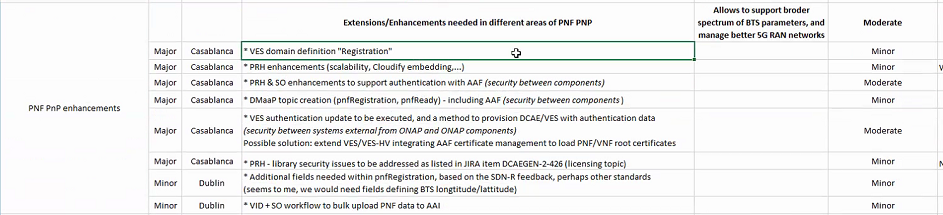 Extensions/Enhancements needed in different areas of PNF PNP
Allows to support broder
spectrum of BTS parameters, and
manage better 5G RAN networks
Moderate
Major Casablanca * VES domain definition "Registration" Minor
Major Casablanca * PRH enhancements (scalability, Cloudify embedding,...) Minor
Major Casablanca * PRH & SO enhancements to support authentication with AAF (security between components) Moderate
PNF PnP enhancements
Major Casablanca * DMaaP topic creation (pnfRegistration, pnfReady) - including AAF (security between components) Minor
Major Casablanca * VES authentication update to be executed, and a method to provision DCAE/VES with authentication data
(security between systems external from ONAP and ONAP components)
Possible solution: extend VES/VES-HV integrating AAF certificate management to load PNF/VNF root certificates
Moderate
Major Casablanca * PRH - library security issues to be addressed as listed in JIRA item DCAEGEN-2-426 (licensing topic) Minor
Minor Dublin * Additional fields needed within pnfRegistration, based on the SDN-R feedback, perhaps other standards
(seems to me, we would need fields defining BTS longtitude/lattitude)
Minor
Minor Dublin * VID + SO workflow to bulk upload PNF data to AAI Minor